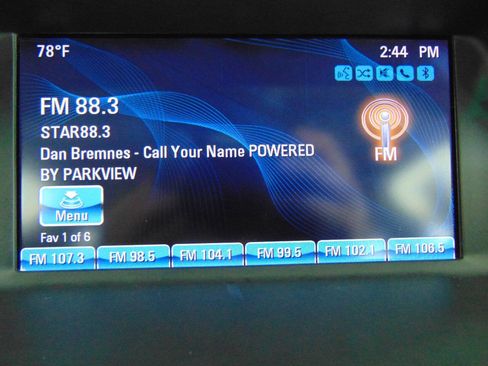 78°F
2:44 PM
FM 88.3
STAR88.3
Dan Bremnes - Call Your Name POWERED
BY PARKVIEW
FM
Menu
Fav 1 of 6
FM 107.3 FM 98.5 FM 104.1 FM 99.5 FM 102.1 FM 106.5